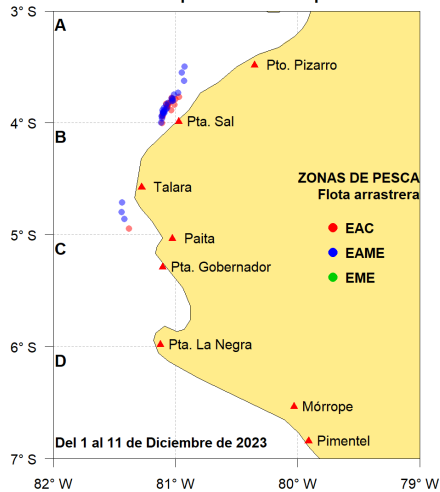 3° S
A
Pto. Pizarro
4° S
Pta. Sal
B
ZONAS DE PESCA
Talara
Flota arrastrera
EAC
5° S
Paita
C
EAME
Pta. Gobernador
EME
6° S
Pta. La Negra
D
Mórrope
Del 1 al 11 de Diciembre de 2023
Pimentel
7° S
82° W
81° W
80° W
79° W